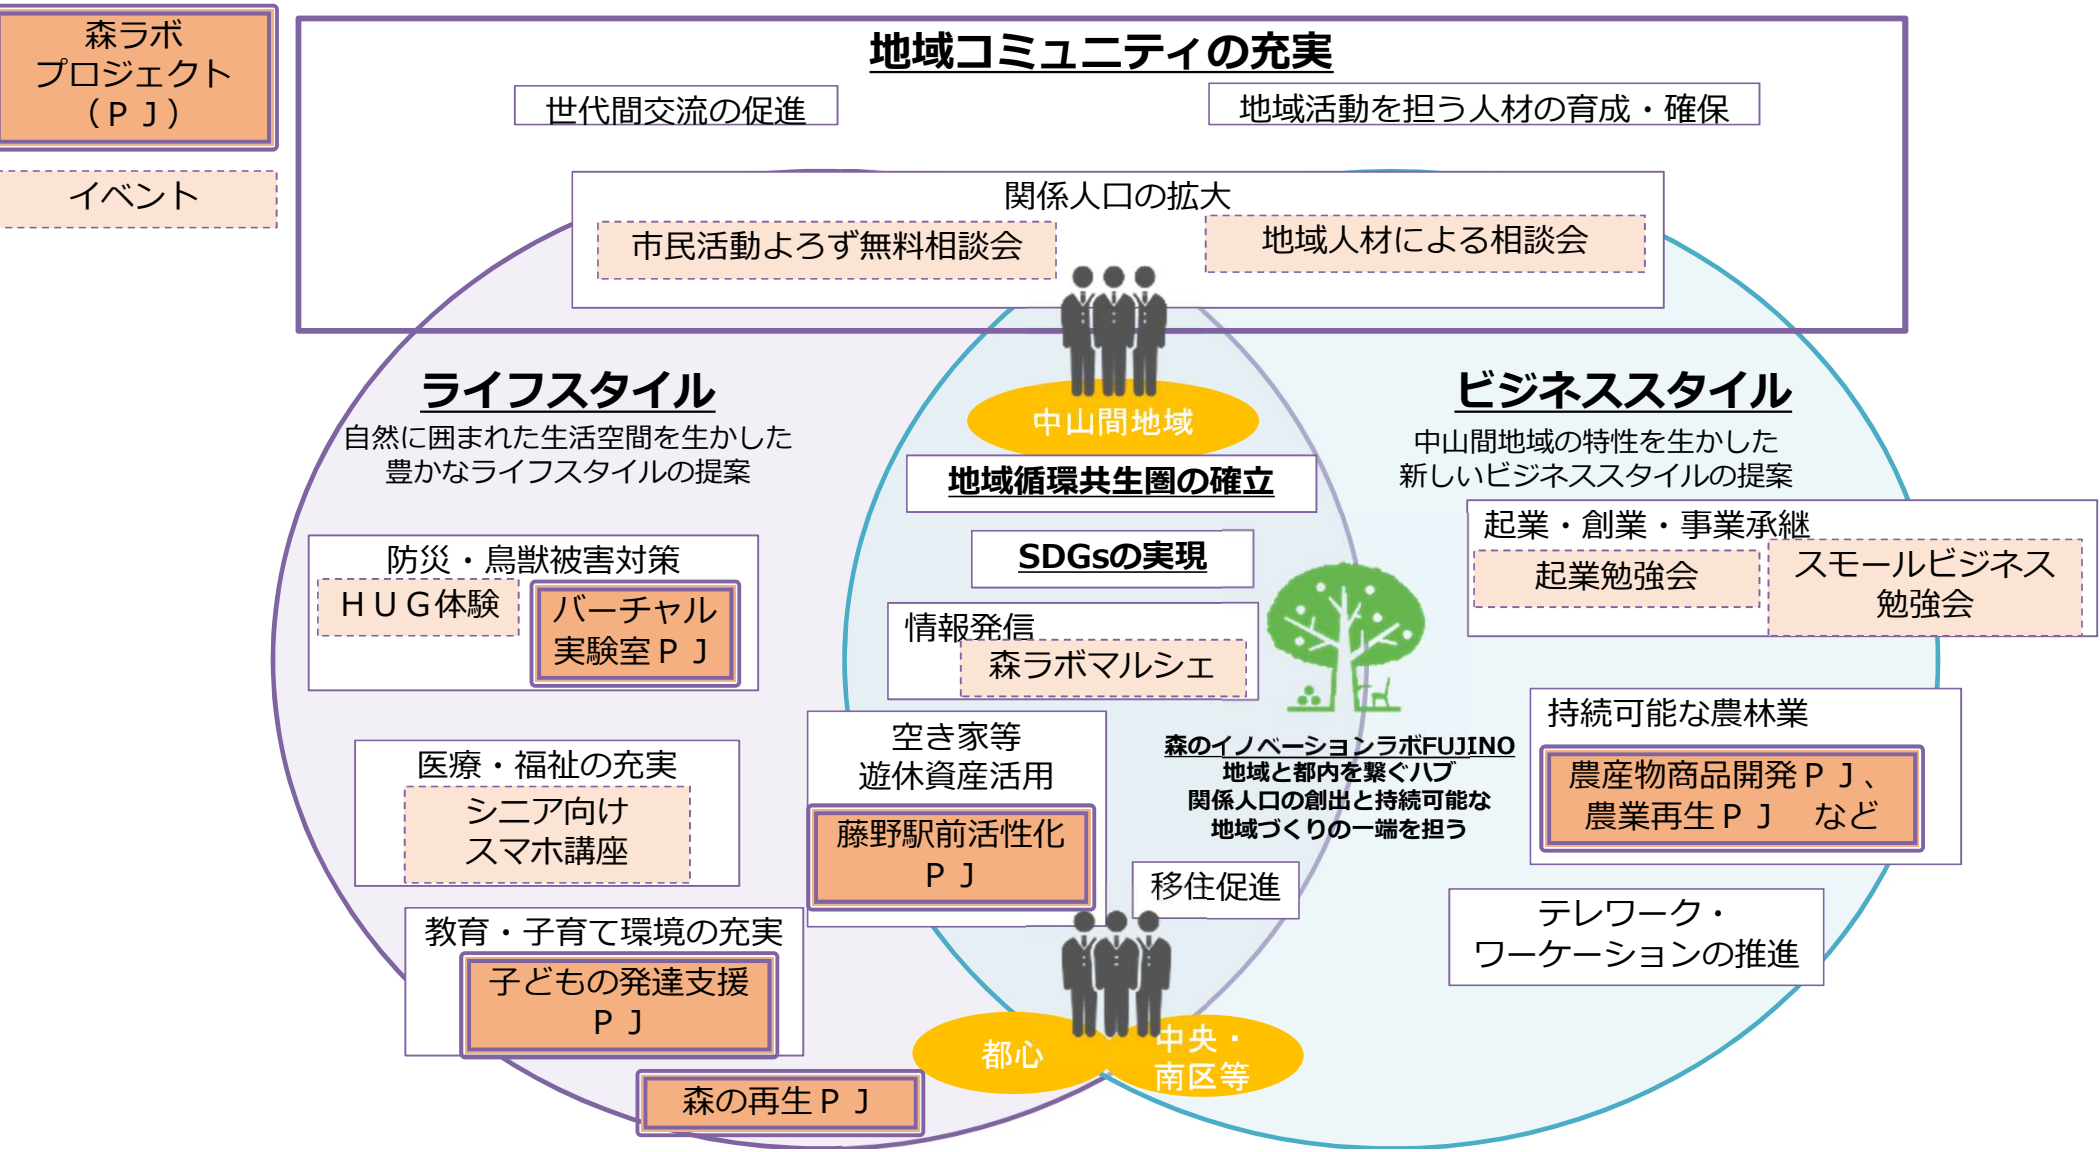 森ラボ
プロジェクト
（ＰＪ）
イベント
地域コミュニティの充実
世代間交流の促進
地域活動を担う人材の育成・確保
関係人口の拡大
市民活動よろず無料相談会
地域人材による相談会
ライフスタイル
自然に囲まれた生活空間を生かした
豊かなライフスタイルの提案
防災・鳥獣被害対策
ＨＵＧ体験
バーチャル
実験室ＰＪ
医療・福祉の充実
シニア向け
スマホ講座
教育・子育て環境の充実
子どもの発達支援
ＰＪ
森の再生ＰＪ
中山間地域
地域循環共生圏の確立
SDGsの実現
情報発信
森ラボマルシェ
空き家等
遊休資産活用
藤野駅前活性化
ＰＪ
森のイノベーションラボFUJINO
地域と都内を繋ぐハブ
関係人口の創出と持続可能な
地域づくりの一端を担う
移住促進
都心
中央・
南区等
ビジネススタイル
中山間地域の特性を生かした
新しいビジネススタイルの提案
起業・創業・事業承継
起業勉強会
スモールビジネス
勉強会
持続可能な農林業
農産物商品開発ＰＪ、
農業再生ＰＪ　など
テレワーク・
ワーケーションの推進